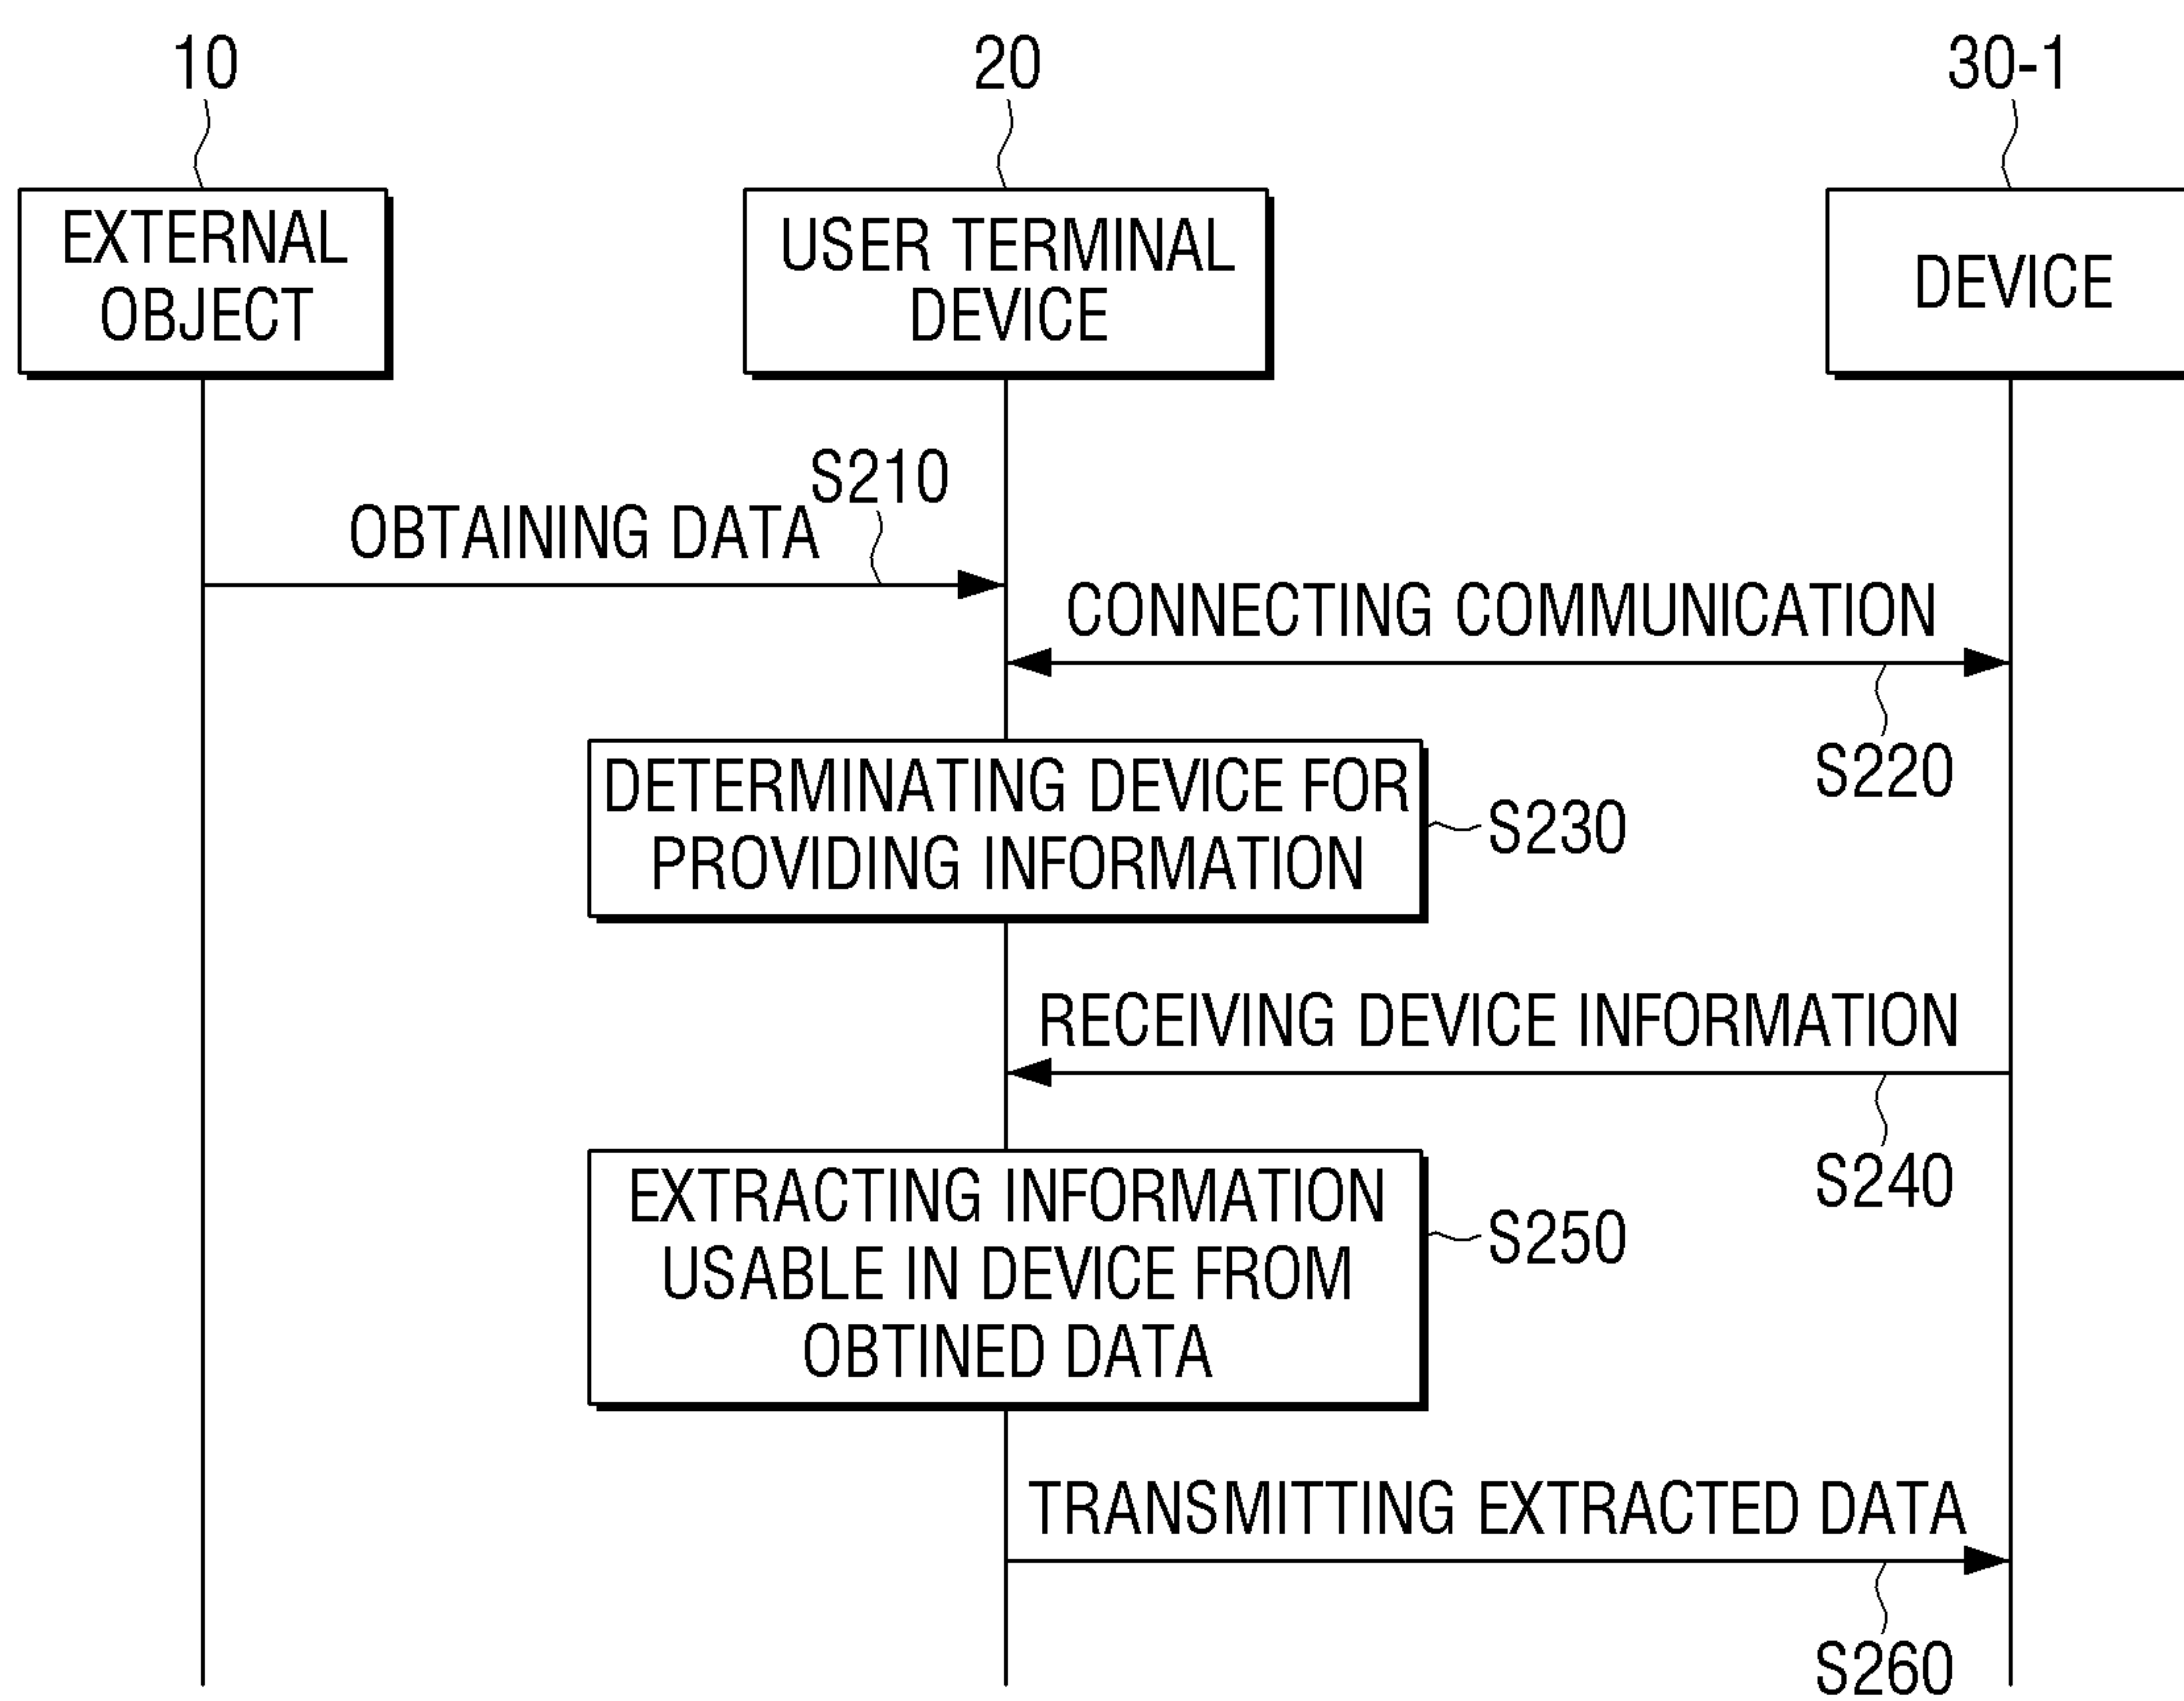 10
20
30-1
EXTERNAL
OBJECT
USER TERMINAL
DEVICE
DEVICE
S210
OBTAINING DATA
CONNECTING COMMUNICATION
S220
DETERMINATING DEVICE FOR
PROVIDING INFORMATION
S230
RECEIVING DEVICE INFORMATION
S240
EXTRACTING INFORMATION
USABLE IN DEVICE FROM
OBTINED DATA
S250
TRANSMITTING EXTRACTED DATA
S260